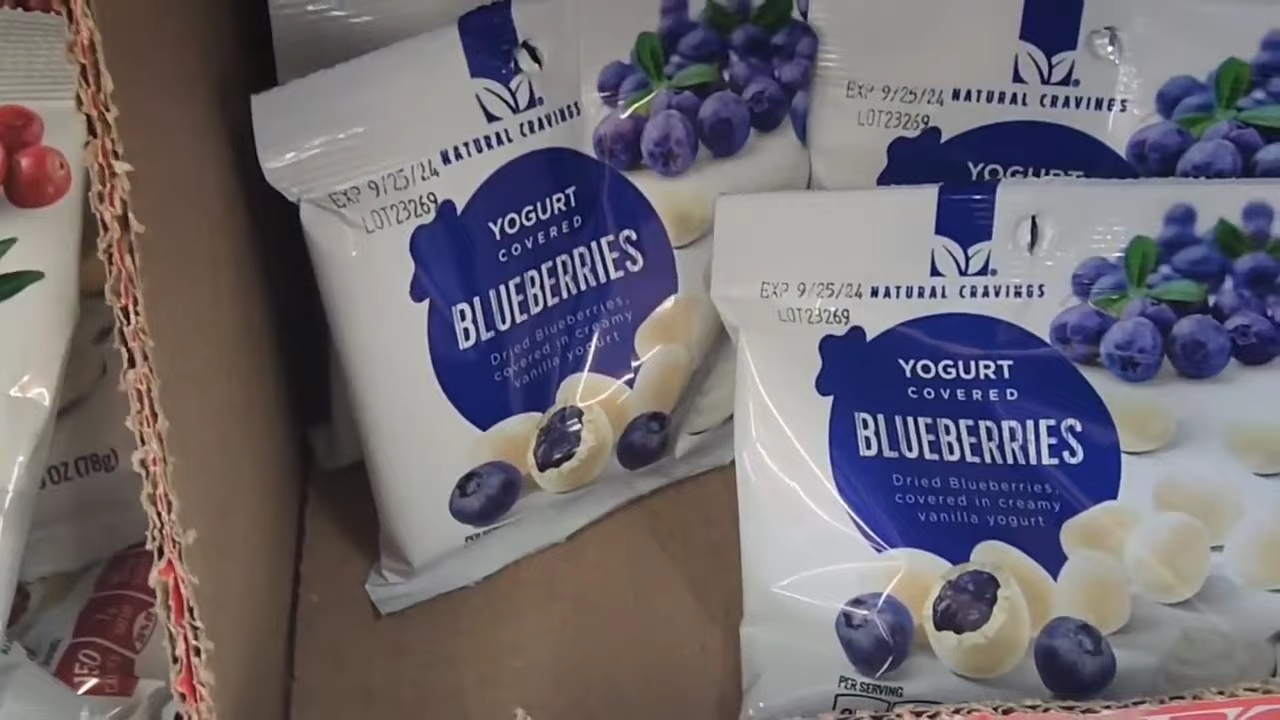 EXP 9/25/24
LOT23269
NATURAL CRAVINGS
YOGURT
COVERED
BLUEBERRIES
Dried Blueberries,
covered in creamy
vanilla yogurt
EXP 9/25/24
LOT23269
NATURAL CRAVINGS
YOGURT
EXP 9/25/24
LOT23269
NATURAL CRAVINGS
YOGURT
COVERED
BLUEBERRIES
Dried Blueberries,
covered in creamy
vanilla yogurt
PER SERVING
OZ (78g)